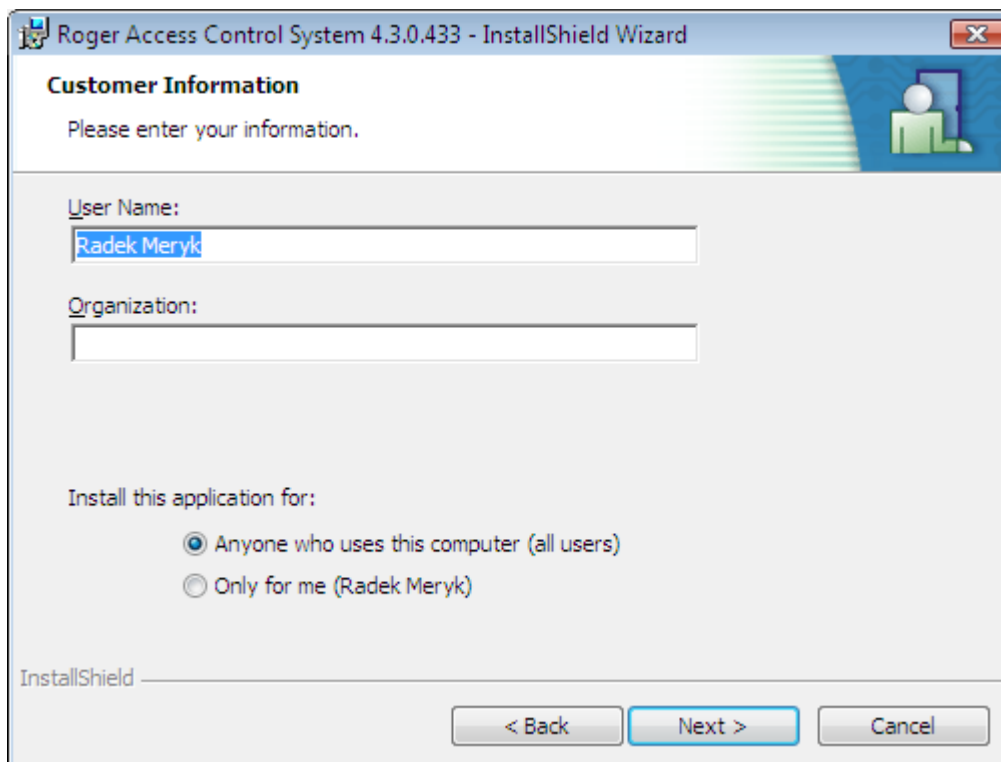 Roger Access Control System 4.3.0.433 - InstallShield Wizard
Customer Information
Please enter your information.
User Name:
Radek Meryk
Organization:
Install this application for:
Anyone who uses this computer (all users)
Only for me (Radek Meryk)
InstallShield
< Back Next > Cancel